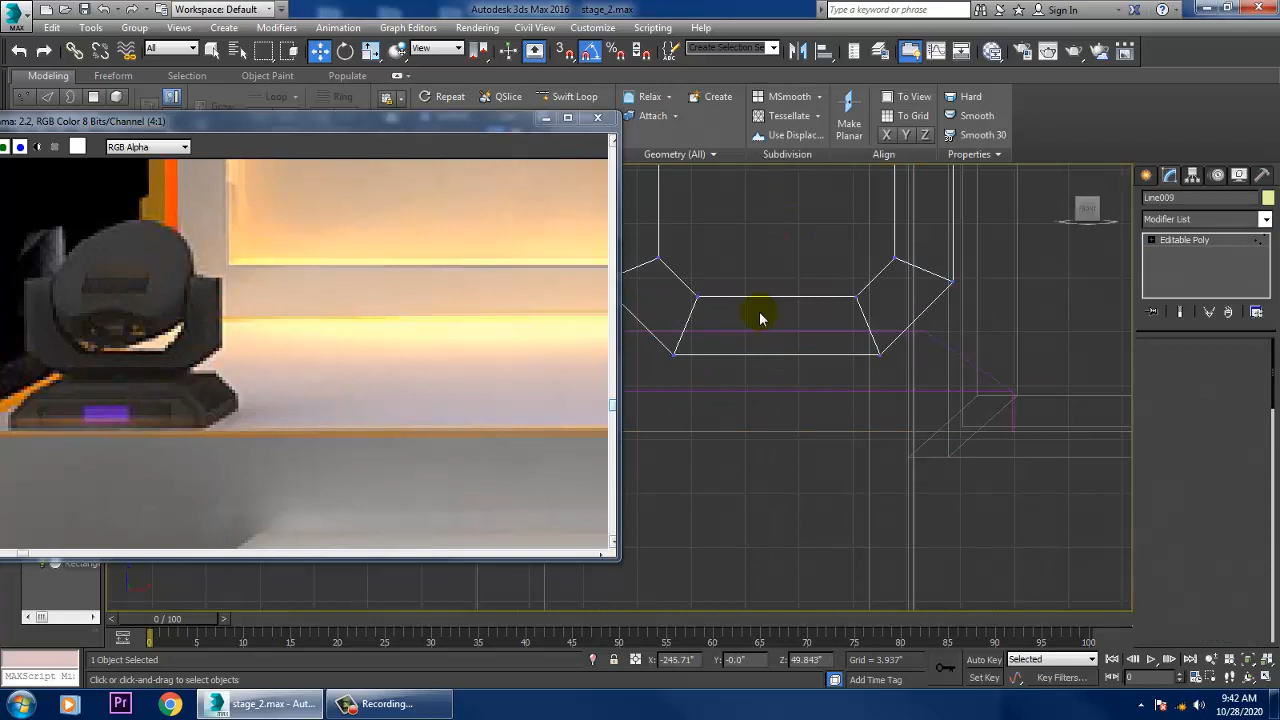 MAX
Workspace: Default
Autodesk 3ds Max 2016    stage_2.max
Type a keyword or phrase
Sign In
Edit Tools Group Views Create Modifiers Animation Graph Editors Rendering Civil View Customize Scripting Help
All
View
Create Selection Se
Modeling Freeform Selection Object Paint Populate
Loop Ring Repeat QSlice Swift Loop Relax Create MSmooth To View Hard
Attach Tessellate Make Planar To Grid Smooth
Use Displac... X Y Z Smooth 30
Geometry (All) Subdivision Align Properties
ma: 2.2, RGB Color 8 Bits/Channel (4:1)
RGB Alpha
FRONT
Line009
Modifier List
Editable Poly
Rectang
0 / 100
0 5 10 15 20 25 30 35 40 45 50 55 60 65 70 75 80 85 90 95 100
1 Object Selected
X: -245.71" Y: -0.0" Z: 49.843" Grid = 3.937"
Auto Key Selected
MAXScript Mi:
Click or click-and-drag to select objects
Add Time Tag
Set Key Key Filters...
0
Pr
stage_2.max - Aut...
Recording...
9:42 AM
10/28/2020